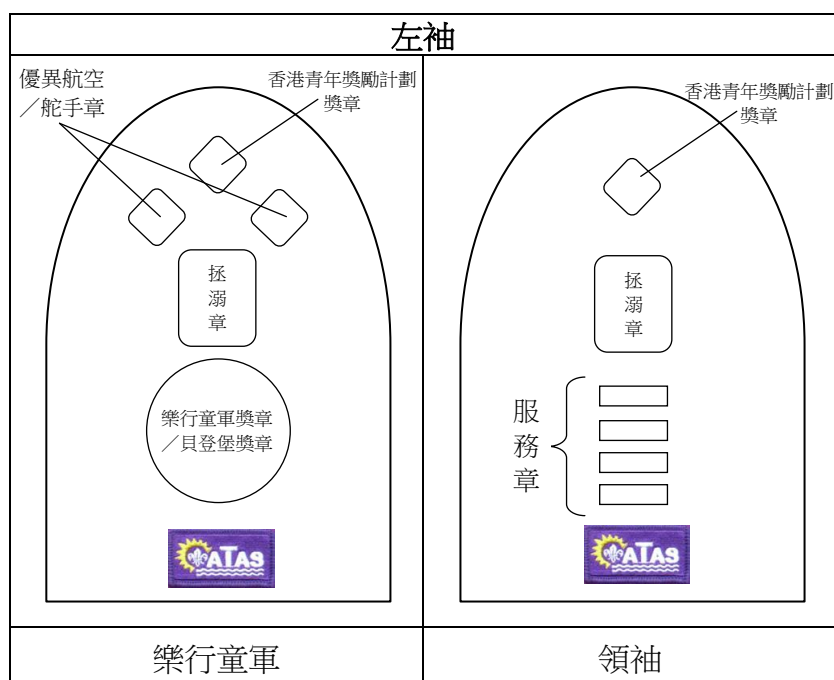 左袖
優異航空
／舵手章
香港青年獎勵計劃
獎章
拯
溺
章
樂行童軍獎章
／貝登堡獎章
ATAS
香港青年獎勵計劃
獎章
拯
溺
章
服
務
章
ATAS
樂行童軍
領袖